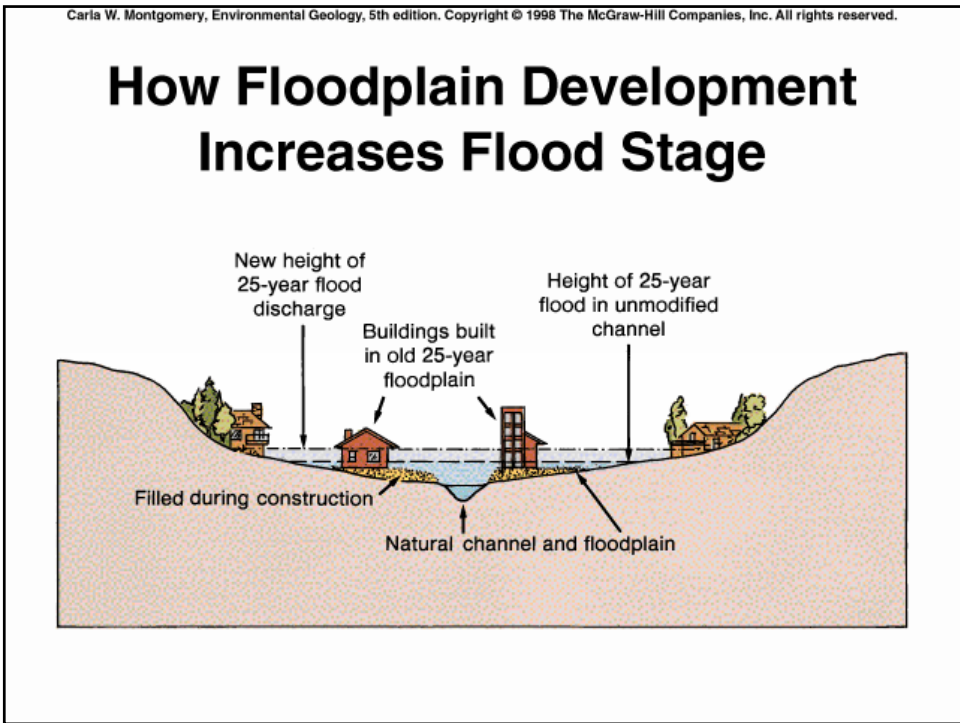 Carla W. Montgomery, Environmental Geology, 5th edition. Copyright © 1998 The McGraw-Hill Companies, Inc. All rights reserved.
How Floodplain Development
Increases Flood Stage
New height of
25-year flood
discharge
Buildings built
in old 25-year
floodplain
Height of 25-year
flood in unmodified
channel
Filled during construction
Natural channel and floodplain